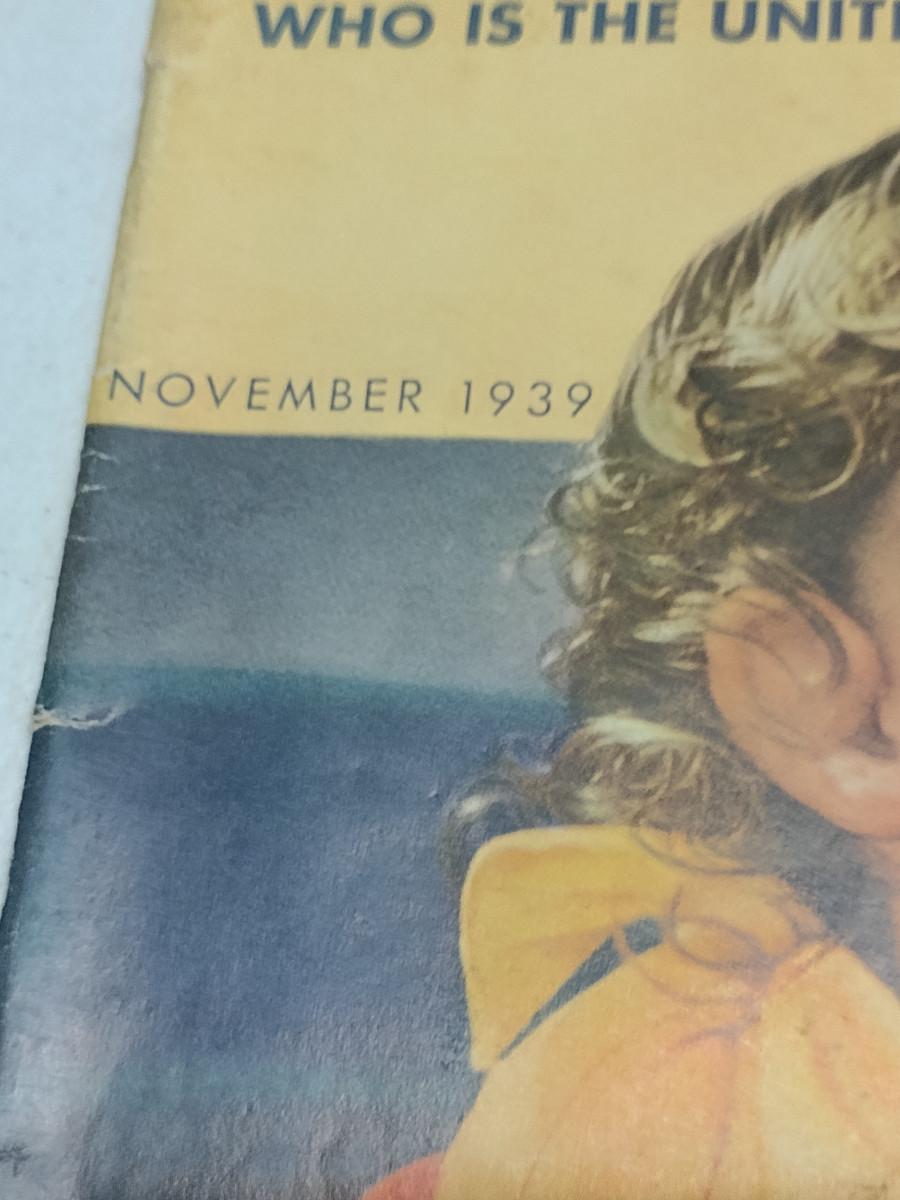 WHO IS THE UNIT
NOVEMBER 1939